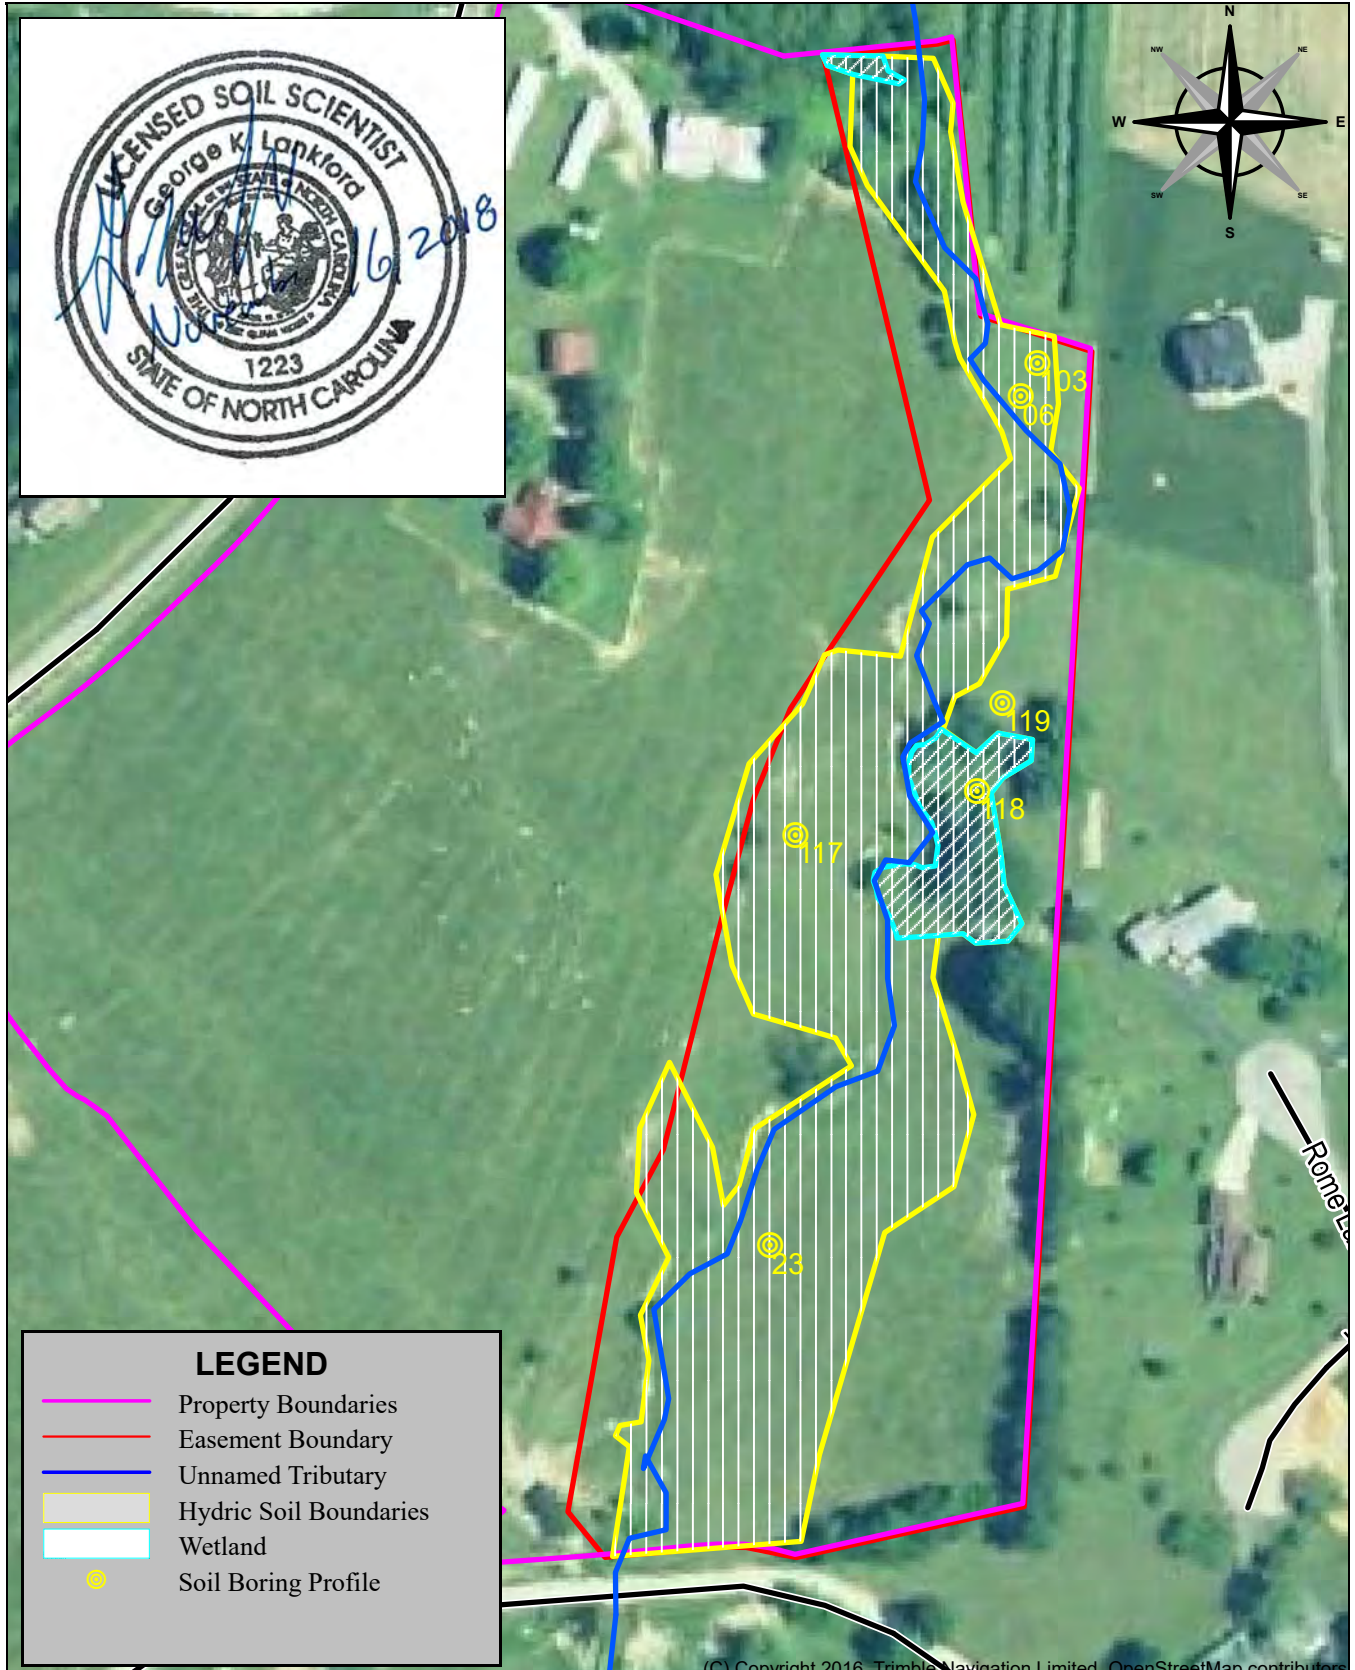 LICENSED SOIL SCIENTIST
George K. Lankford
1223
STATE OF NORTH CAROLINA
November 16, 2018
N
NW
NE
W
E
SW
SE
S
103
06
119
118
117
23
Rome La
LEGEND
Property Boundaries
Easement Boundary
Unnamed Tributary
Hydric Soil Boundaries
Wetland
Soil Boring Profile
(C) Copyright 2016, Trimble Navigation Limited, OpenStreetMap contributors